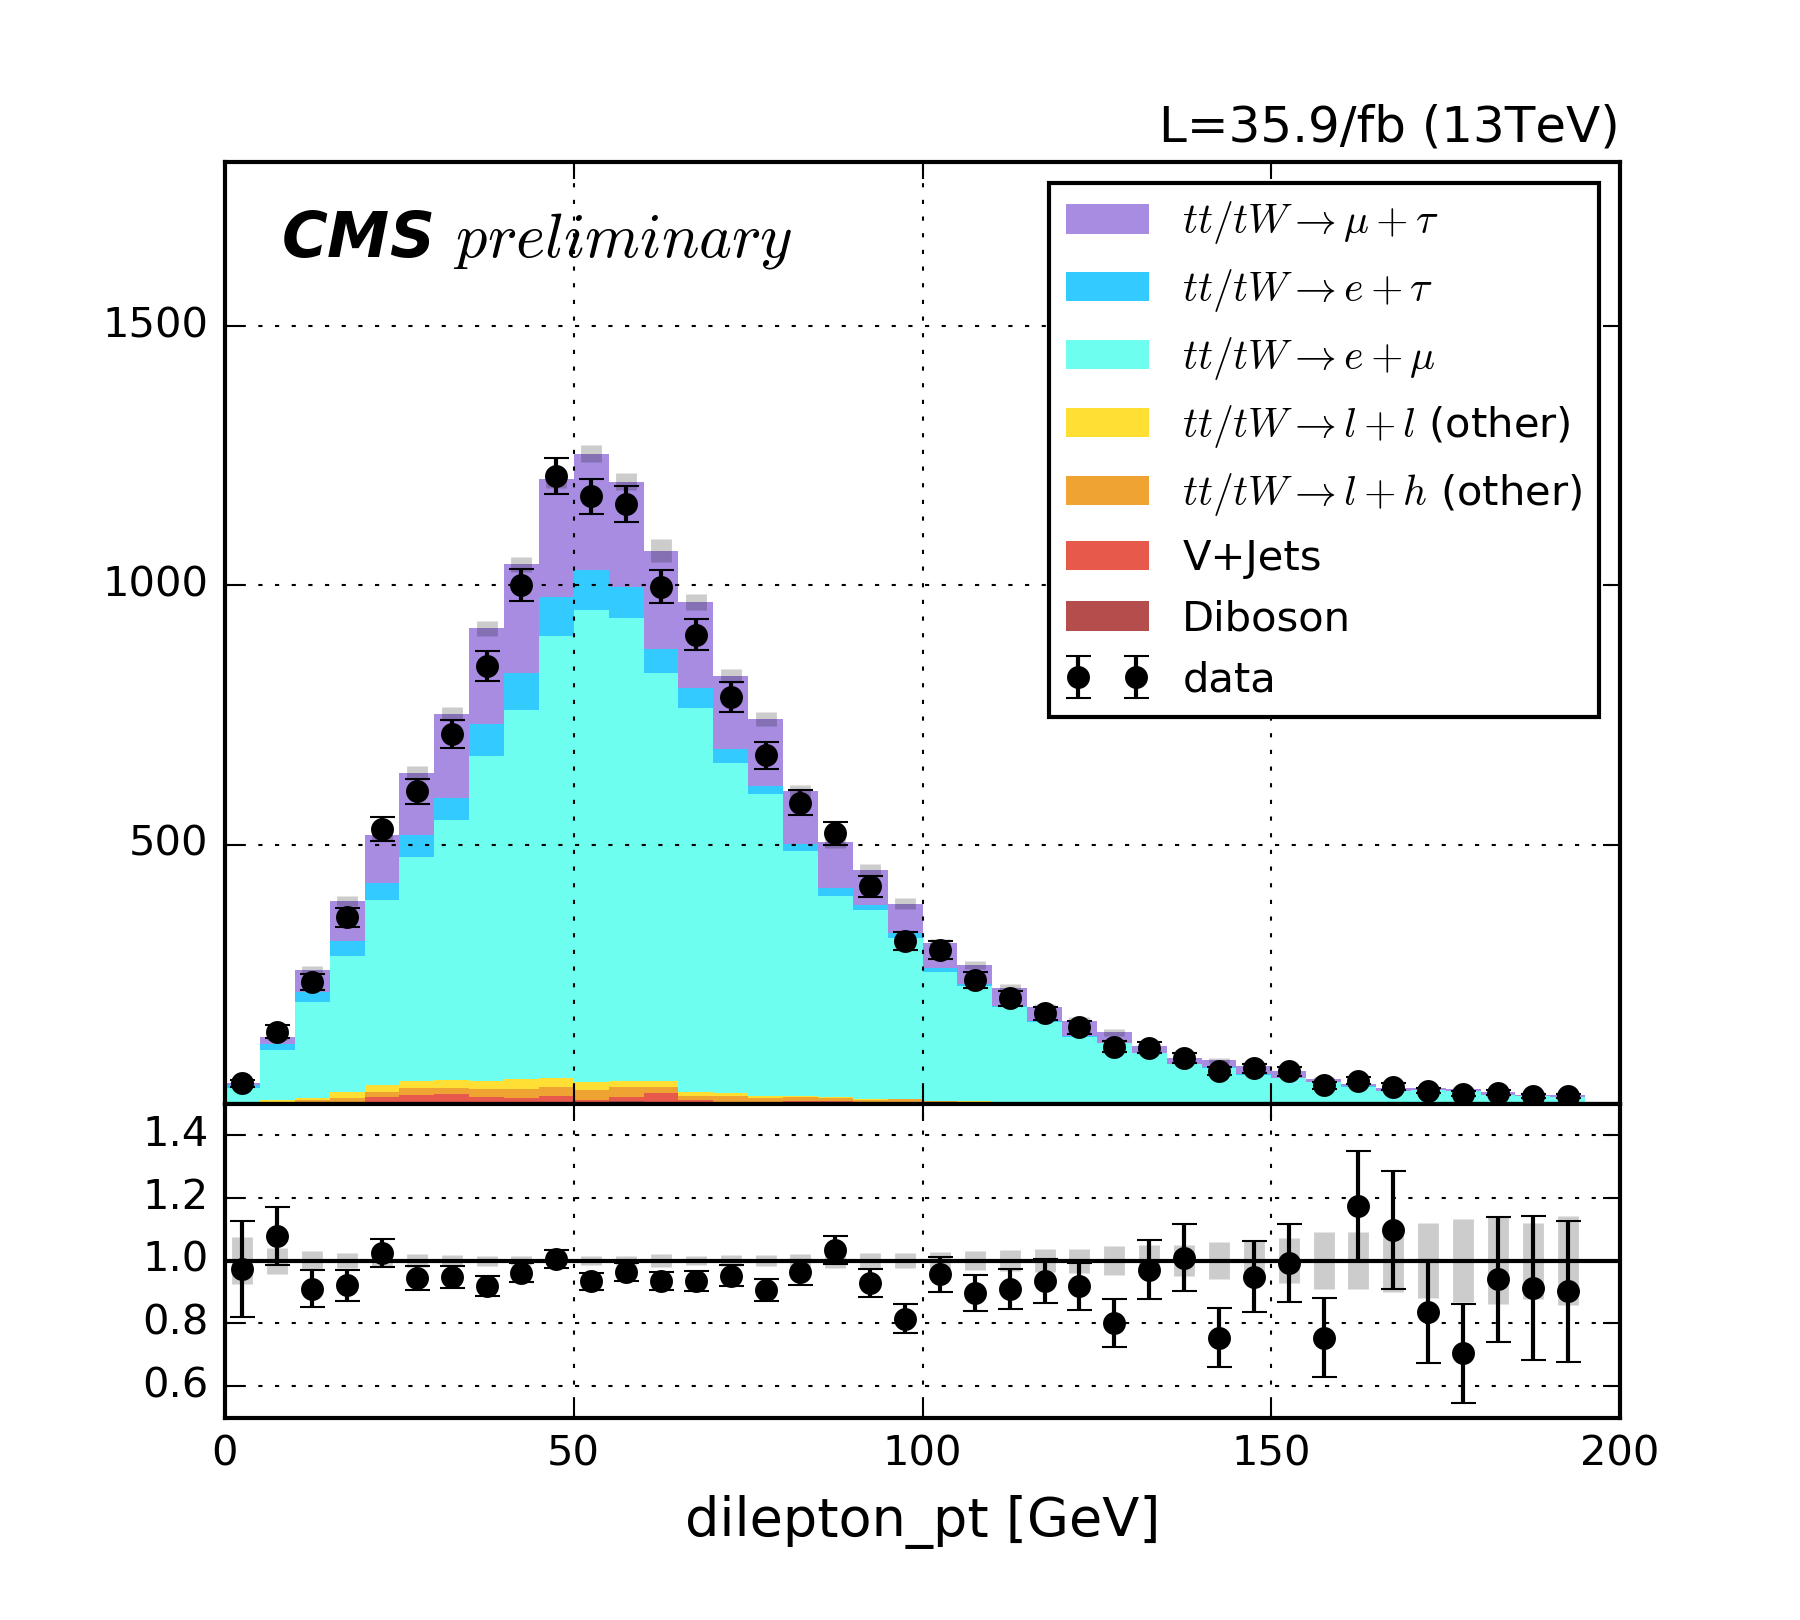 L=35.9/fb (13TeV)
CMS preliminary
tt/tW→μ+τ
tt/tW→e+τ
tt/tW→e+μ
tt/tW→l+l (other)
tt/tW→l+h (other)
V+Jets
Diboson
data
1500
1000
500
1.4
1.2
1.0
0.8
0.6
0 50 100 150 200
dilepton_pt [GeV]